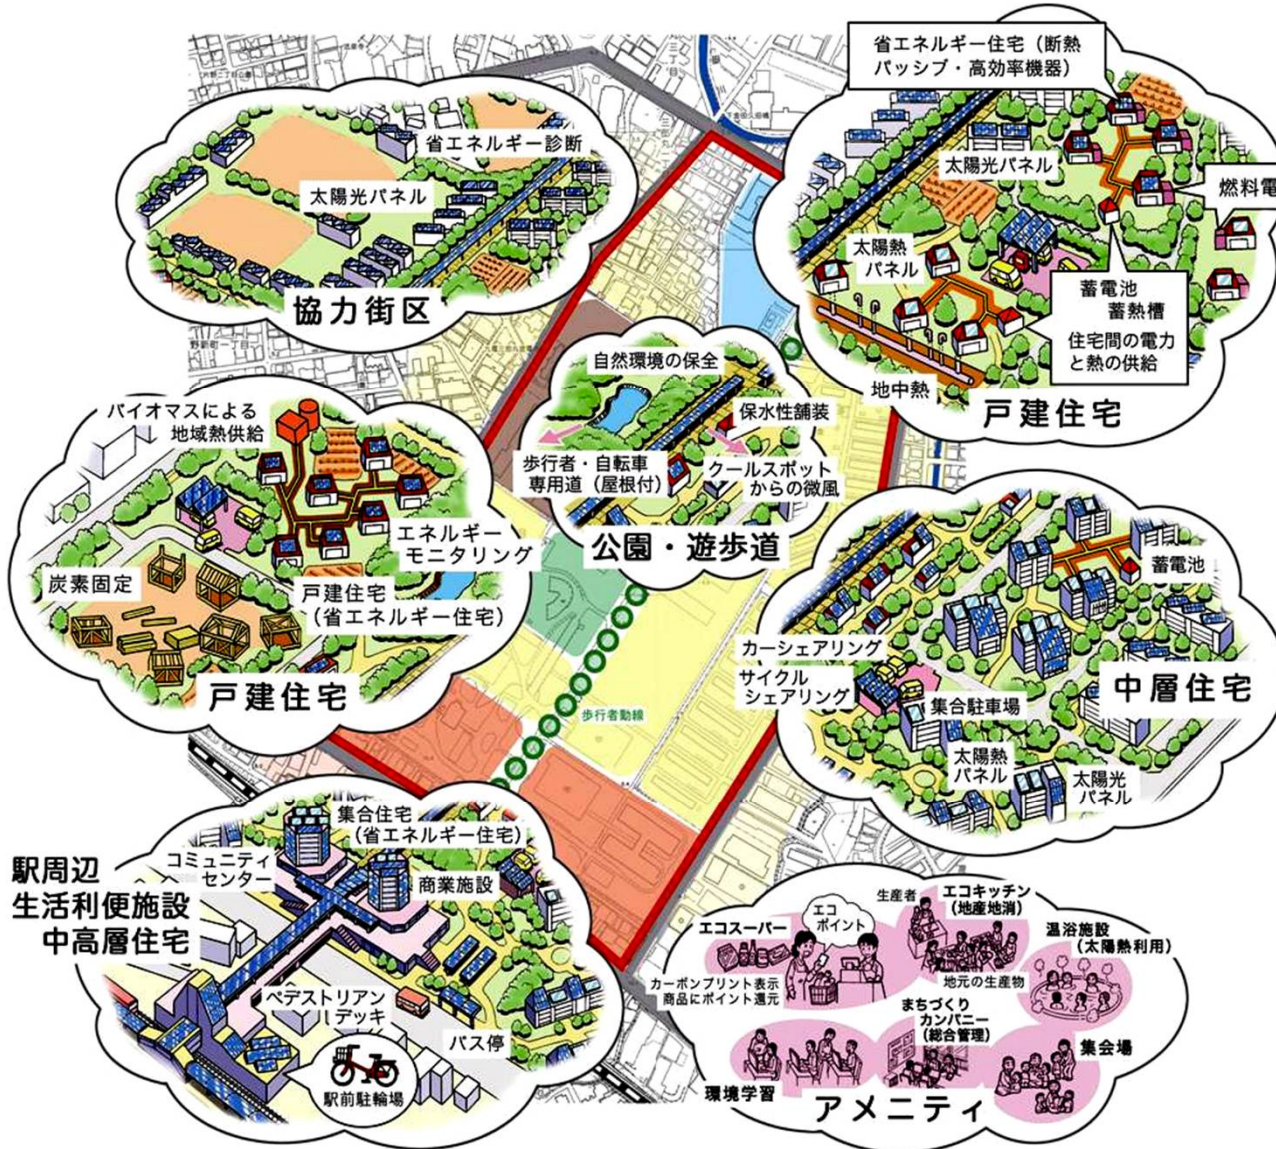 省エネルギー住宅（断熱
パッシブ・高効率機器）
省エネルギー診断
太陽光パネル
協力街区
太陽光パネル
燃料電
太陽熱
パネル
蓄電池
蓄熱槽
住宅間の電力
と熱の供給
地中熱
戸建住宅
自然環境の保全
保水性舗装
歩行者・自転車
専用道（屋根付）
クールスポット
からの微風
公園・遊歩道
バイオマスによる
地域熱供給
エネルギー
モニタリング
炭素固定
戸建住宅
（省エネルギー住宅）
戸建住宅
蓄電池
カーシェアリング
サイクル
シェアリング
集合駐車場
中層住宅
太陽熱
パネル
太陽光
パネル
歩行者動線
駅周辺
生活利便施設
中高層住宅
集合住宅
（省エネルギー住宅）
コミュニティ
センター
商業施設
ペデストリアン
デッキ
バス停
駅前駐輪場
エコスーパー
エコ
ポイント
カーボンプリント表示
商品にポイント還元
生産者
エコキッチン
（地産地消）
地元の生産物
温浴施設
（太陽熱利用）
まちづくり
カンパニー
（総合管理）
環境学習
集会場
アメニティ